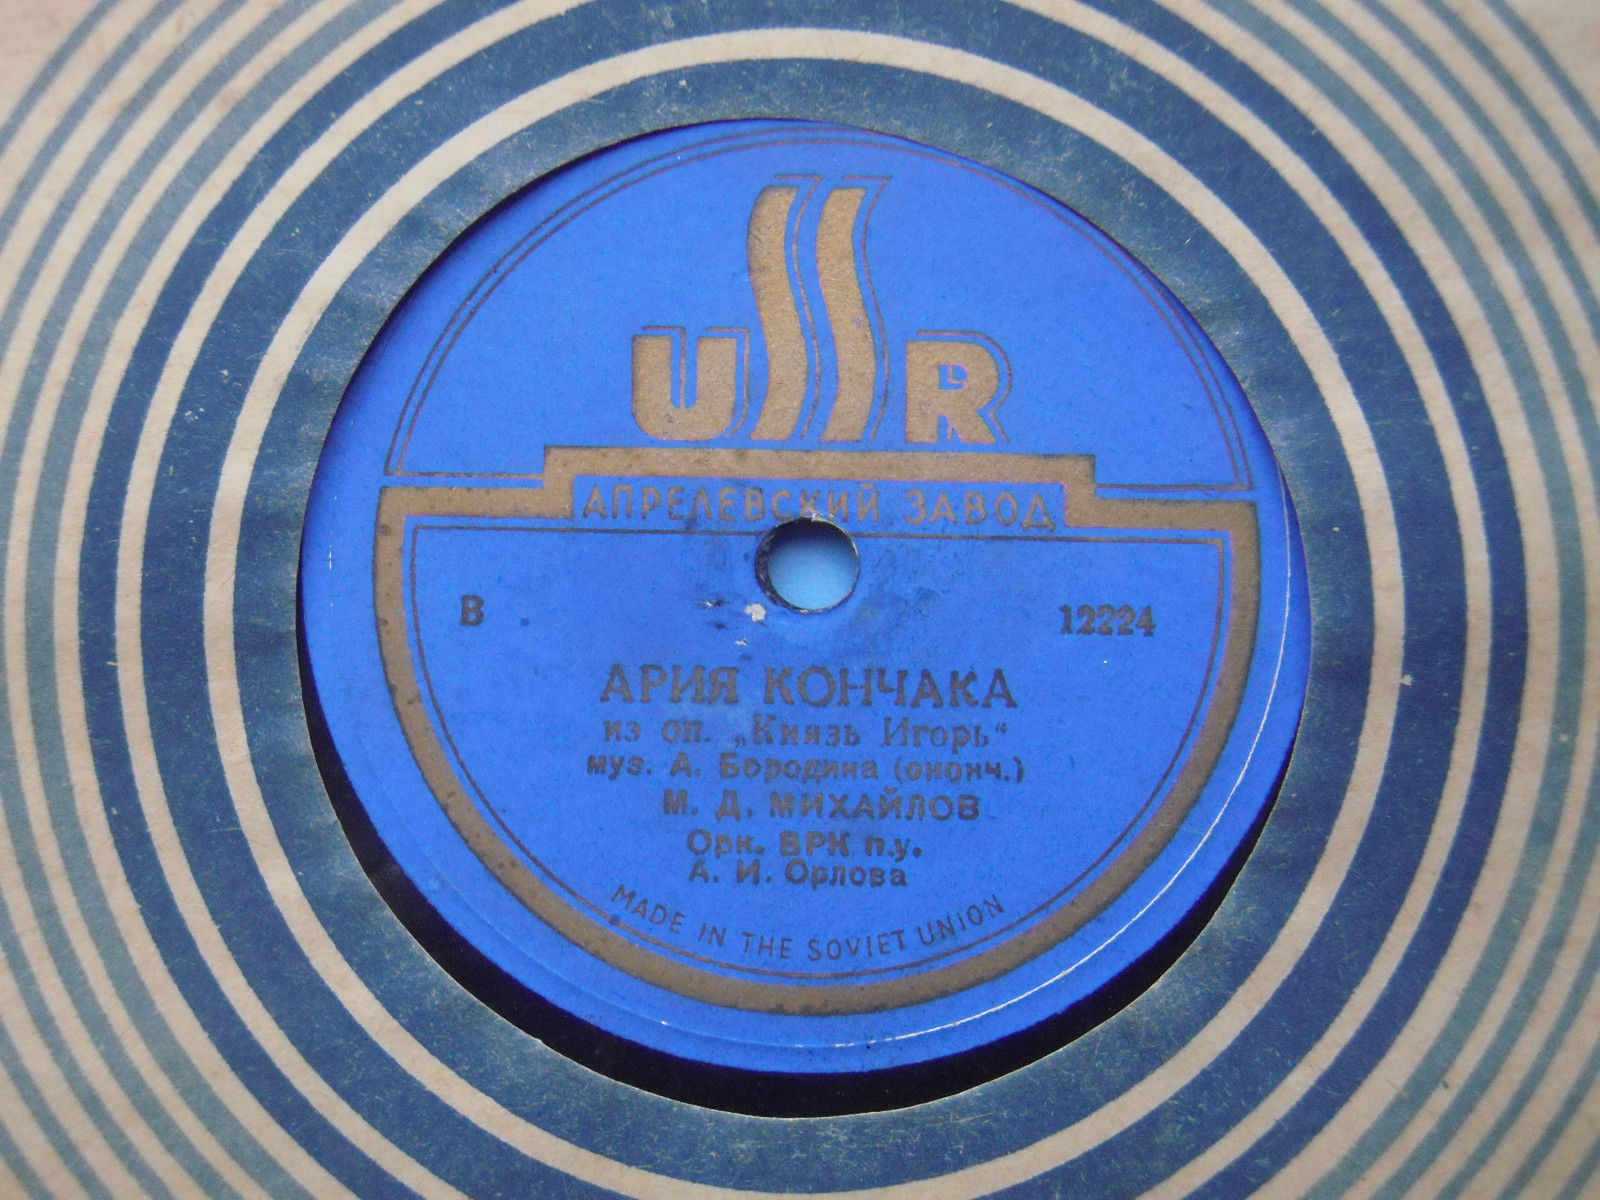 USSR
АПРЕЛЕВСКИЙ ЗАВОД
В 12224
АРИЯ КОНЧАКА
из оп. „Князь Игорь“
муз. А. Бородина (оконч.)
М. Д. МИХАЙЛОВ
Орк. ВРК п.у.
А. И. Орлова
MADE IN THE SOVIET UNION